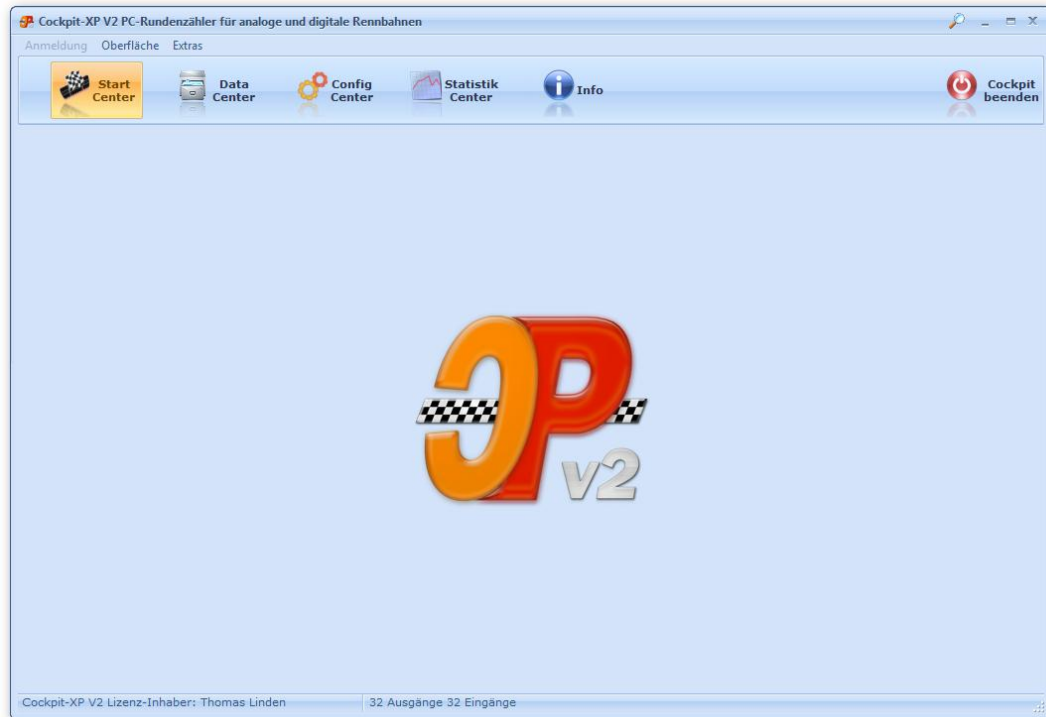 Cockpit-XP V2 PC-Rundenzähler für analoge und digitale Rennbahnen
Anmeldung Oberfläche Extras
Start Center
Data Center
Config Center
Statistik Center
Info
Cockpit beenden
CP
v2
Cockpit-XP V2 Lizenz-Inhaber: Thomas Linden
32 Ausgänge 32 Eingänge